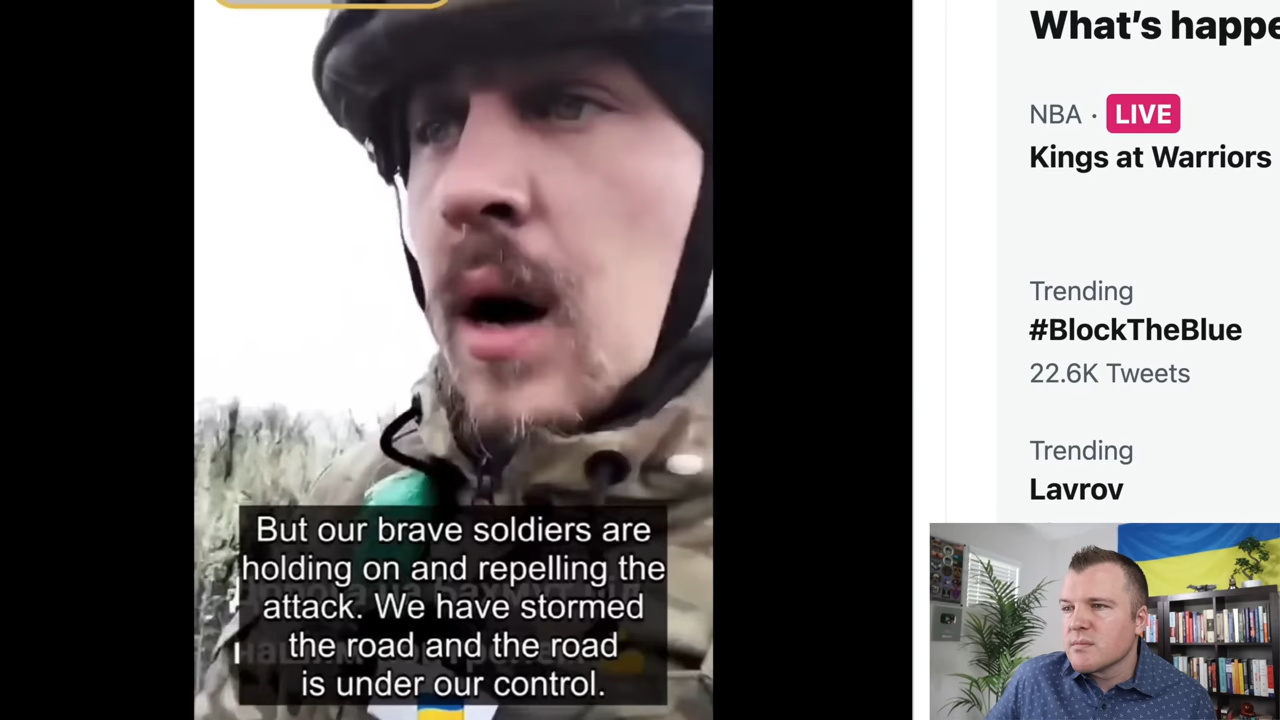 But our brave soldiers are
holding on and repelling the
attack. We have stormed
the road and the road
is under our control.
What's happe
NBA · LIVE
Kings at Warriors
Trending
#BlockTheBlue
22.6K Tweets
Trending
Lavrov